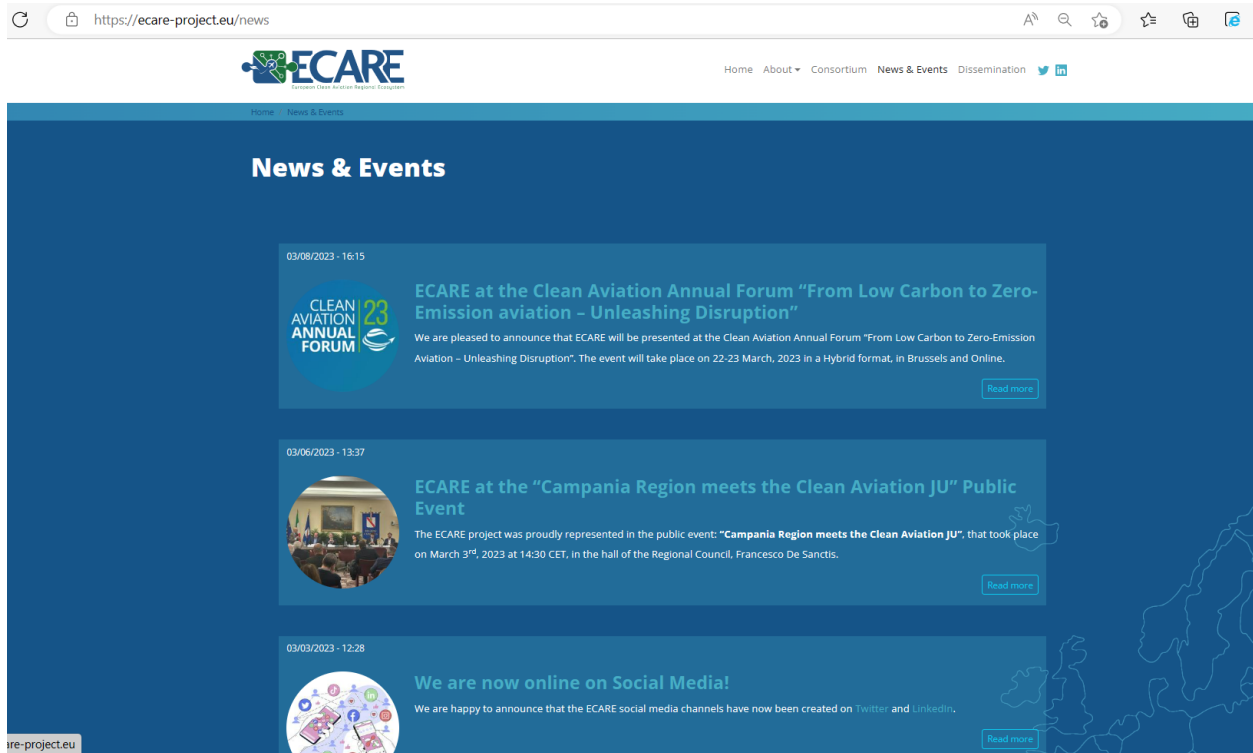 https://ecare-project.eu/news
ECARE
European Clean Aviation Regional Ecosystem
Home About Consortium News & Events Dissemination
Home News & Events
News & Events
03/08/2023 - 16:15
CLEAN AVIATION ANNUAL FORUM 23
ECARE at the Clean Aviation Annual Forum “From Low Carbon to Zero-
Emission aviation – Unleashing Disruption”
We are pleased to announce that ECARE will be presented at the Clean Aviation Annual Forum “From Low Carbon to Zero-Emission
Aviation – Unleashing Disruption”. The event will take place on 22-23 March, 2023 in a Hybrid format, in Brussels and Online.
Read more
03/06/2023 - 13:37
ECARE at the “Campania Region meets the Clean Aviation JU” Public
Event
The ECARE project was proudly represented in the public event: “Campania Region meets the Clean Aviation JU”, that took place
on March 3rd, 2023 at 14:30 CET, in the hall of the Regional Council, Francesco De Sanctis.
Read more
03/03/2023 - 12:28
We are now online on Social Media!
We are happy to announce that the ECARE social media channels have now been created on Twitter and LinkedIn.
Read more
are-project.eu